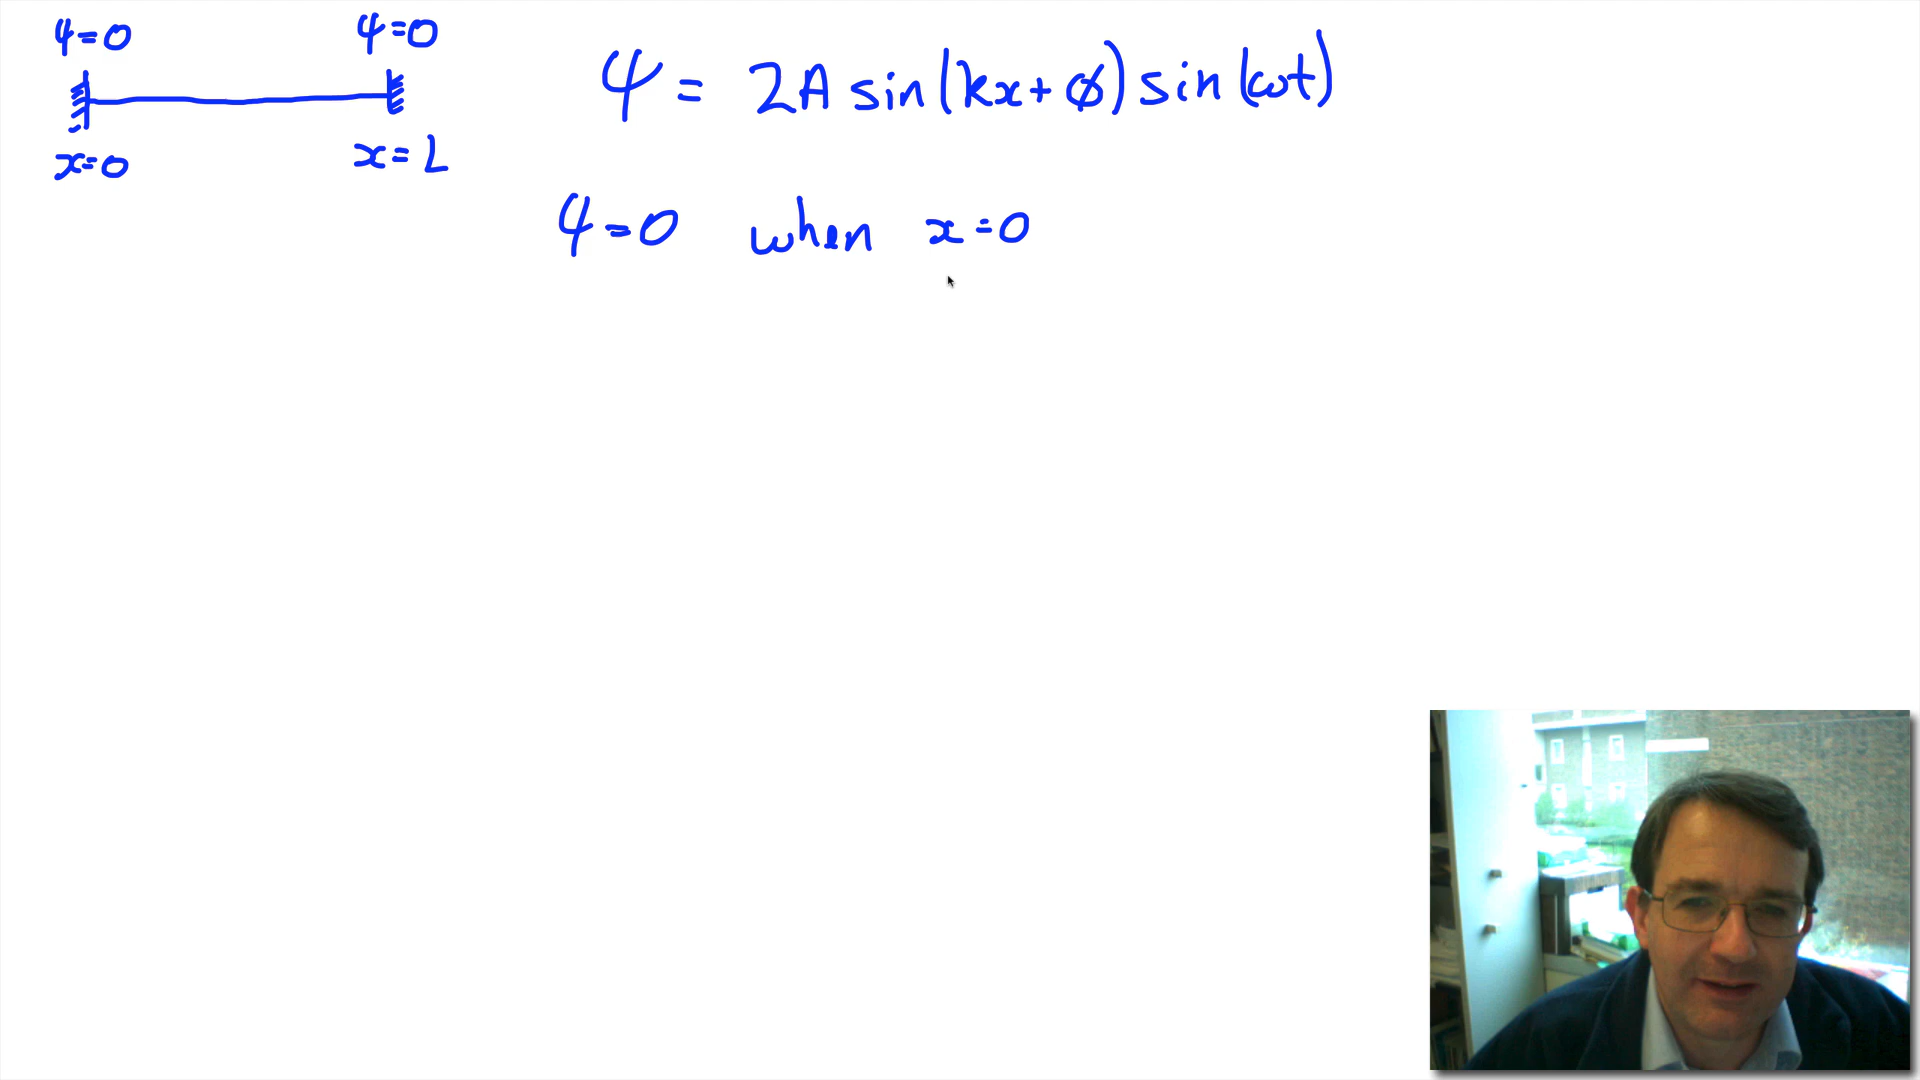 ψ=0 ψ=0
x=0 x=L
ψ = 2A sin(kx+ϕ) sin(ωt)
ψ=0 when x=0